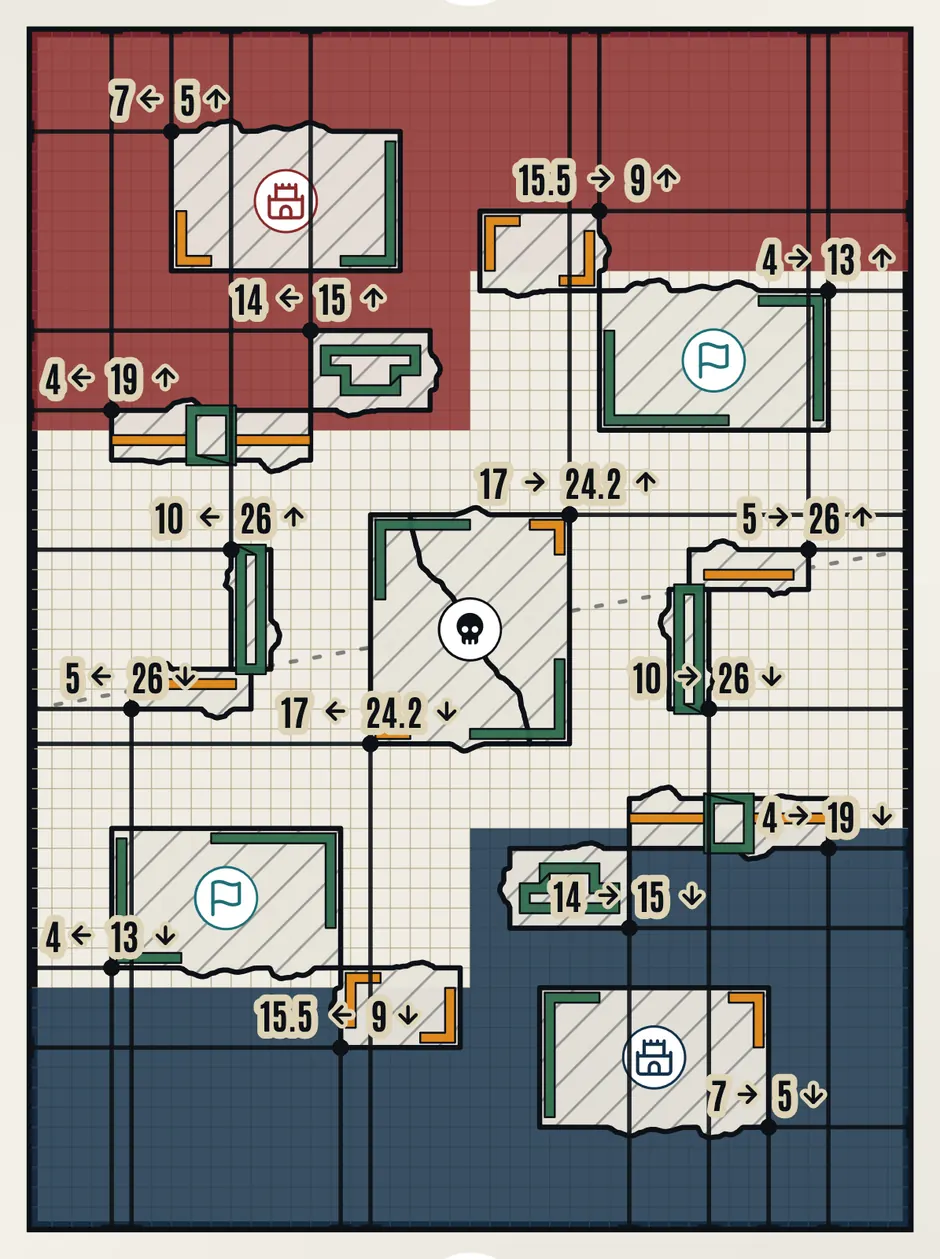 7 ← 5 ↑
15.5 → 9 ↑
4 → 13 ↑
14 ← 15 ↑
4 ← 19 ↑
17 → 24.2 ↑
10 ← 26 ↑
5 → 26 ↑
5 ← 26 ↓
10 → 26 ↓
17 ← 24.2 ↓
4 → 19 ↓
14 → 15 ↓
4 ← 13 ↓
15.5 ← 9 ↓
7 → 5 ↓